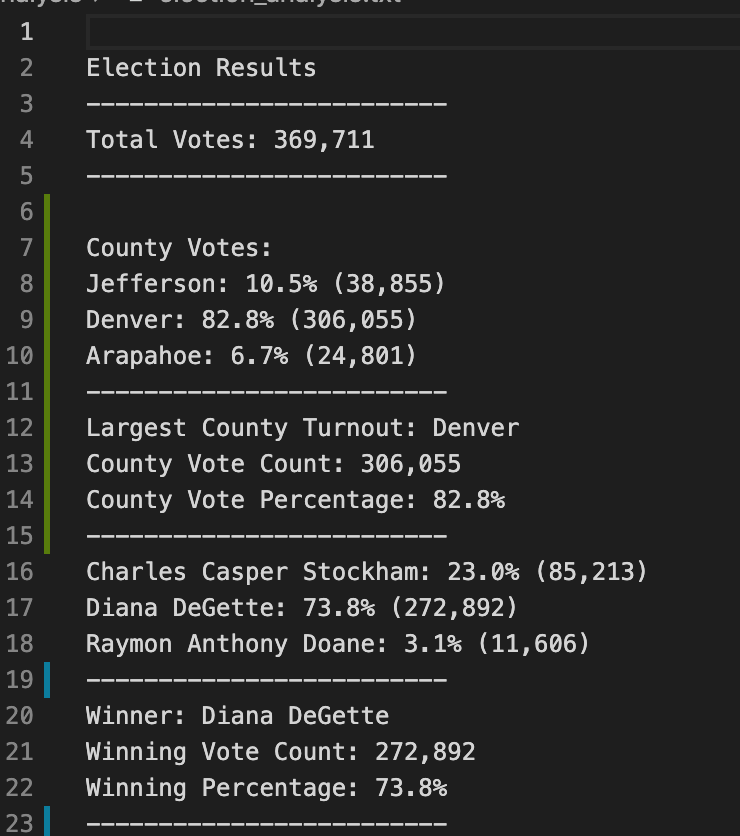 election_analysis.txt
1
2 Election Results
3 -------------------------
4 Total Votes: 369,711
5 -------------------------
6
7 County Votes:
8 Jefferson: 10.5% (38,855)
9 Denver: 82.8% (306,055)
10 Arapahoe: 6.7% (24,801)
11 -------------------------
12 Largest County Turnout: Denver
13 County Vote Count: 306,055
14 County Vote Percentage: 82.8%
15 -------------------------
16 Charles Casper Stockham: 23.0% (85,213)
17 Diana DeGette: 73.8% (272,892)
18 Raymon Anthony Doane: 3.1% (11,606)
19 -------------------------
20 Winner: Diana DeGette
21 Winning Vote Count: 272,892
22 Winning Percentage: 73.8%
23 -------------------------